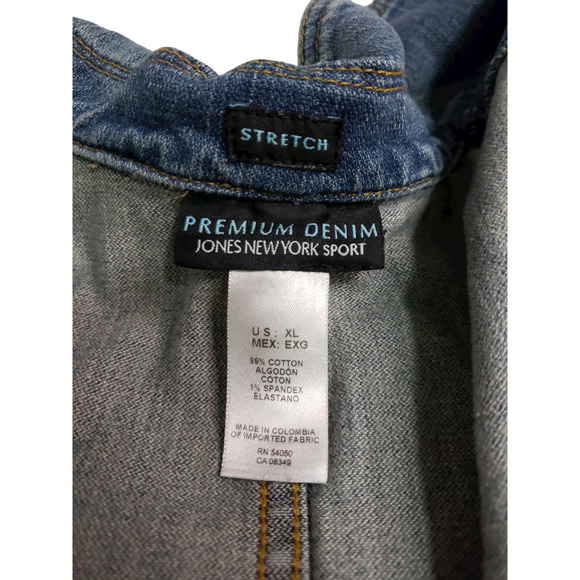 STRETCH
PREMIUM DENIM
JONES NEW YORK SPORT
US: XL
MEX: EXG
99% COTTON
ALGODÓN
COTON
1% SPANDEX
ELASTANO
MADE IN COLOMBIA
OF IMPORTED FABRIC
RN 54050
CA 08349